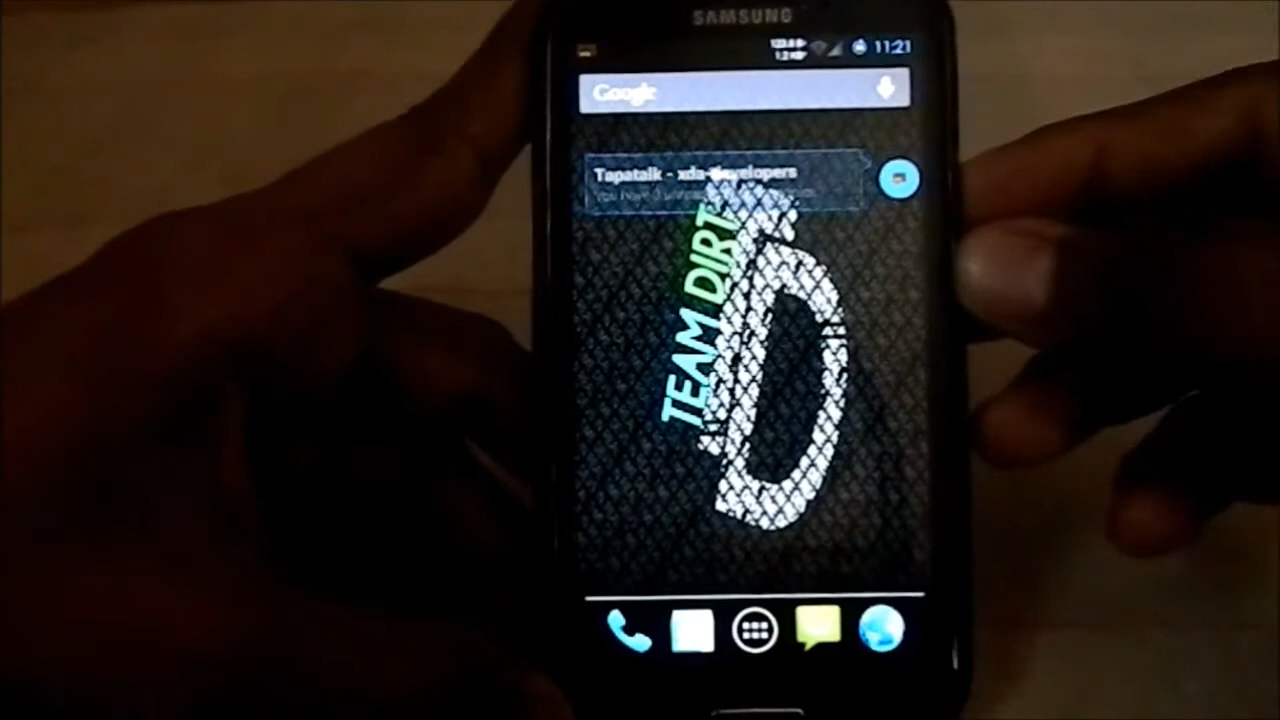 SAMSUNG
11:21
Google
Tapatalk - xda-developers
TEAM DIRT
D